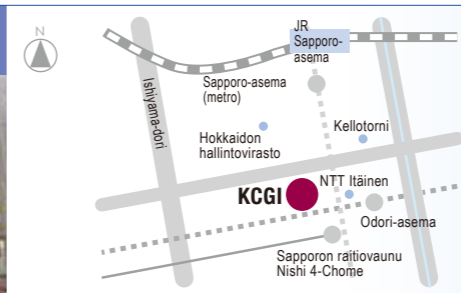 N
JR
Sapporo-
asema
Ishiyama-dori
Sapporo-asema
(metro)
Hokkaidon
hallintovirasto
Kellotorni
KCGI
NTT Itäinen
Odori-asema
Sapporon raitiovaunu
Nishi 4-Chome